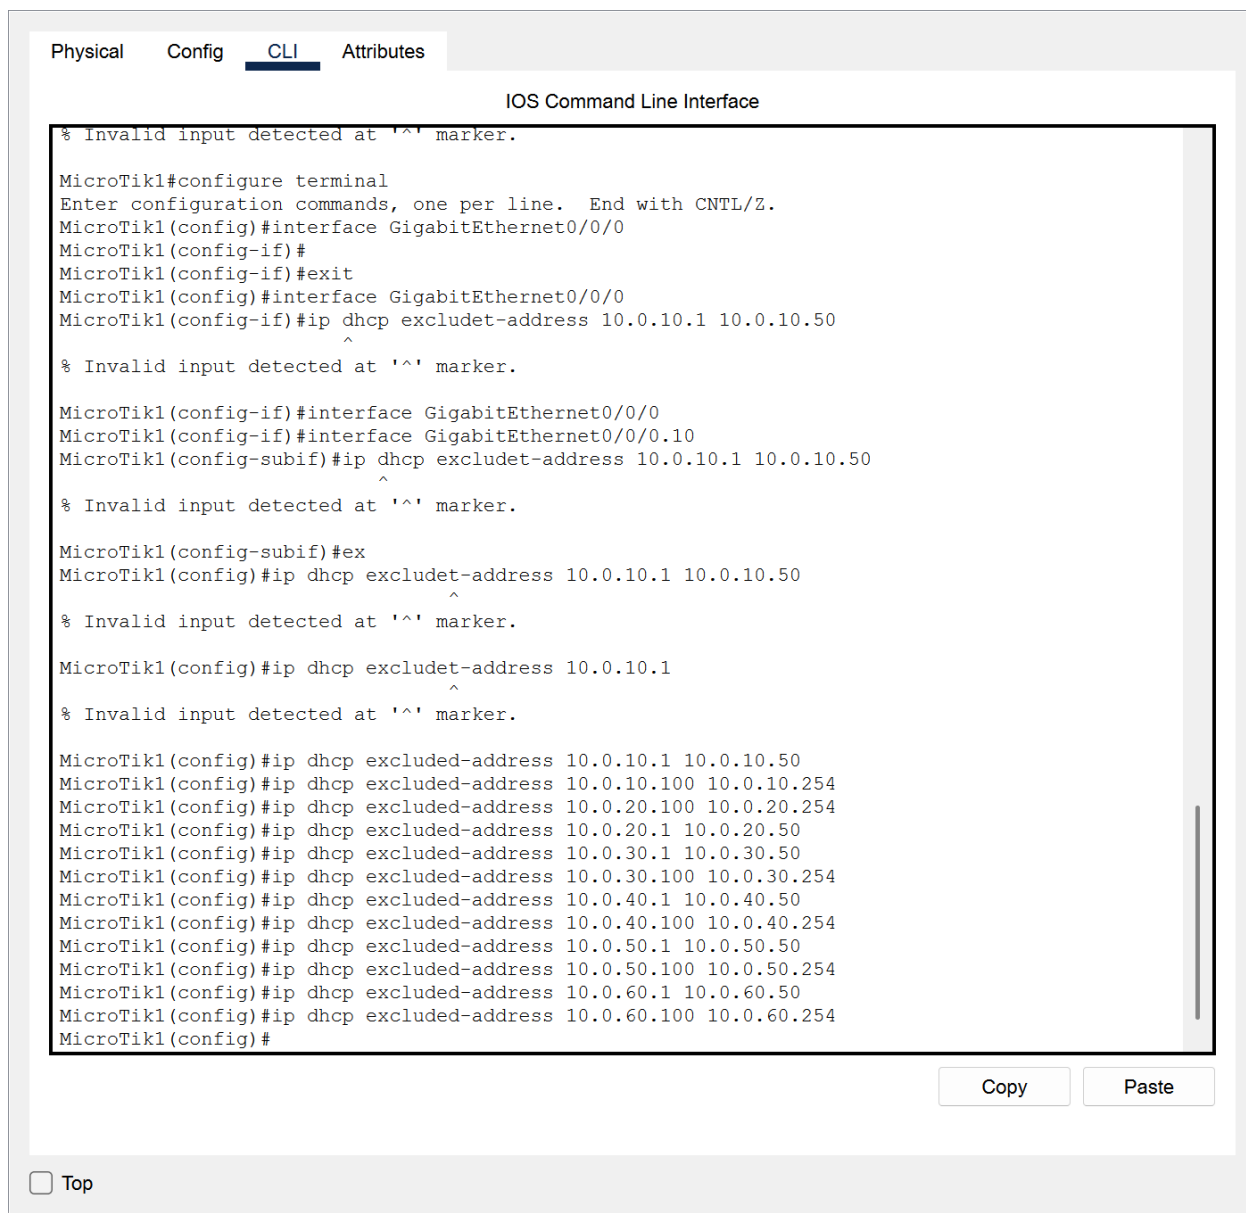 Physical Config CLI Attributes
IOS Command Line Interface
% Invalid input detected at '^' marker.
MicroTik1#configure terminal
Enter configuration commands, one per line.  End with CNTL/Z.
MicroTik1(config)#interface GigabitEthernet0/0/0
MicroTik1(config-if)#
MicroTik1(config-if)#exit
MicroTik1(config)#interface GigabitEthernet0/0/0
MicroTik1(config-if)#ip dhcp excludet-address 10.0.10.1 10.0.10.50
^
% Invalid input detected at '^' marker.
MicroTik1(config-if)#interface GigabitEthernet0/0/0
MicroTik1(config-if)#interface GigabitEthernet0/0/0.10
MicroTik1(config-subif)#ip dhcp excludet-address 10.0.10.1 10.0.10.50
^
% Invalid input detected at '^' marker.
MicroTik1(config-subif)#ex
MicroTik1(config)#ip dhcp excludet-address 10.0.10.1 10.0.10.50
^
% Invalid input detected at '^' marker.
MicroTik1(config)#ip dhcp excludet-address 10.0.10.1
^
% Invalid input detected at '^' marker.
MicroTik1(config)#ip dhcp excluded-address 10.0.10.1 10.0.10.50
MicroTik1(config)#ip dhcp excluded-address 10.0.10.100 10.0.10.254
MicroTik1(config)#ip dhcp excluded-address 10.0.20.100 10.0.20.254
MicroTik1(config)#ip dhcp excluded-address 10.0.20.1 10.0.20.50
MicroTik1(config)#ip dhcp excluded-address 10.0.30.1 10.0.30.50
MicroTik1(config)#ip dhcp excluded-address 10.0.30.100 10.0.30.254
MicroTik1(config)#ip dhcp excluded-address 10.0.40.1 10.0.40.50
MicroTik1(config)#ip dhcp excluded-address 10.0.40.100 10.0.40.254
MicroTik1(config)#ip dhcp excluded-address 10.0.50.1 10.0.50.50
MicroTik1(config)#ip dhcp excluded-address 10.0.50.100 10.0.50.254
MicroTik1(config)#ip dhcp excluded-address 10.0.60.1 10.0.60.50
MicroTik1(config)#ip dhcp excluded-address 10.0.60.100 10.0.60.254
MicroTik1(config)#
Copy Paste
Top